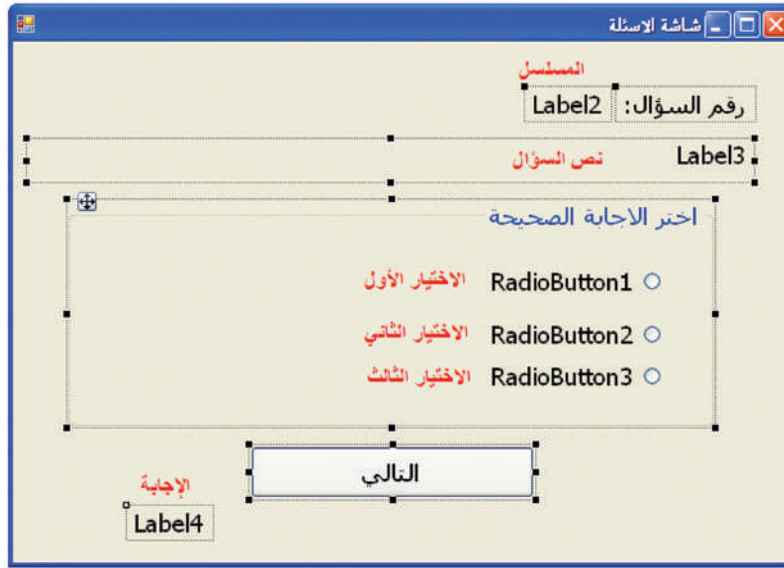 شاشة الاسئلة
المسلسل
رقم السؤال: Label2
Label3 نص السؤال
اختر الاجابة الصحيحة
RadioButton1 الاختيار الأول
RadioButton2 الاختيار الثاني
RadioButton3 الاختيار الثالث
التالي
الإجابة
Label4